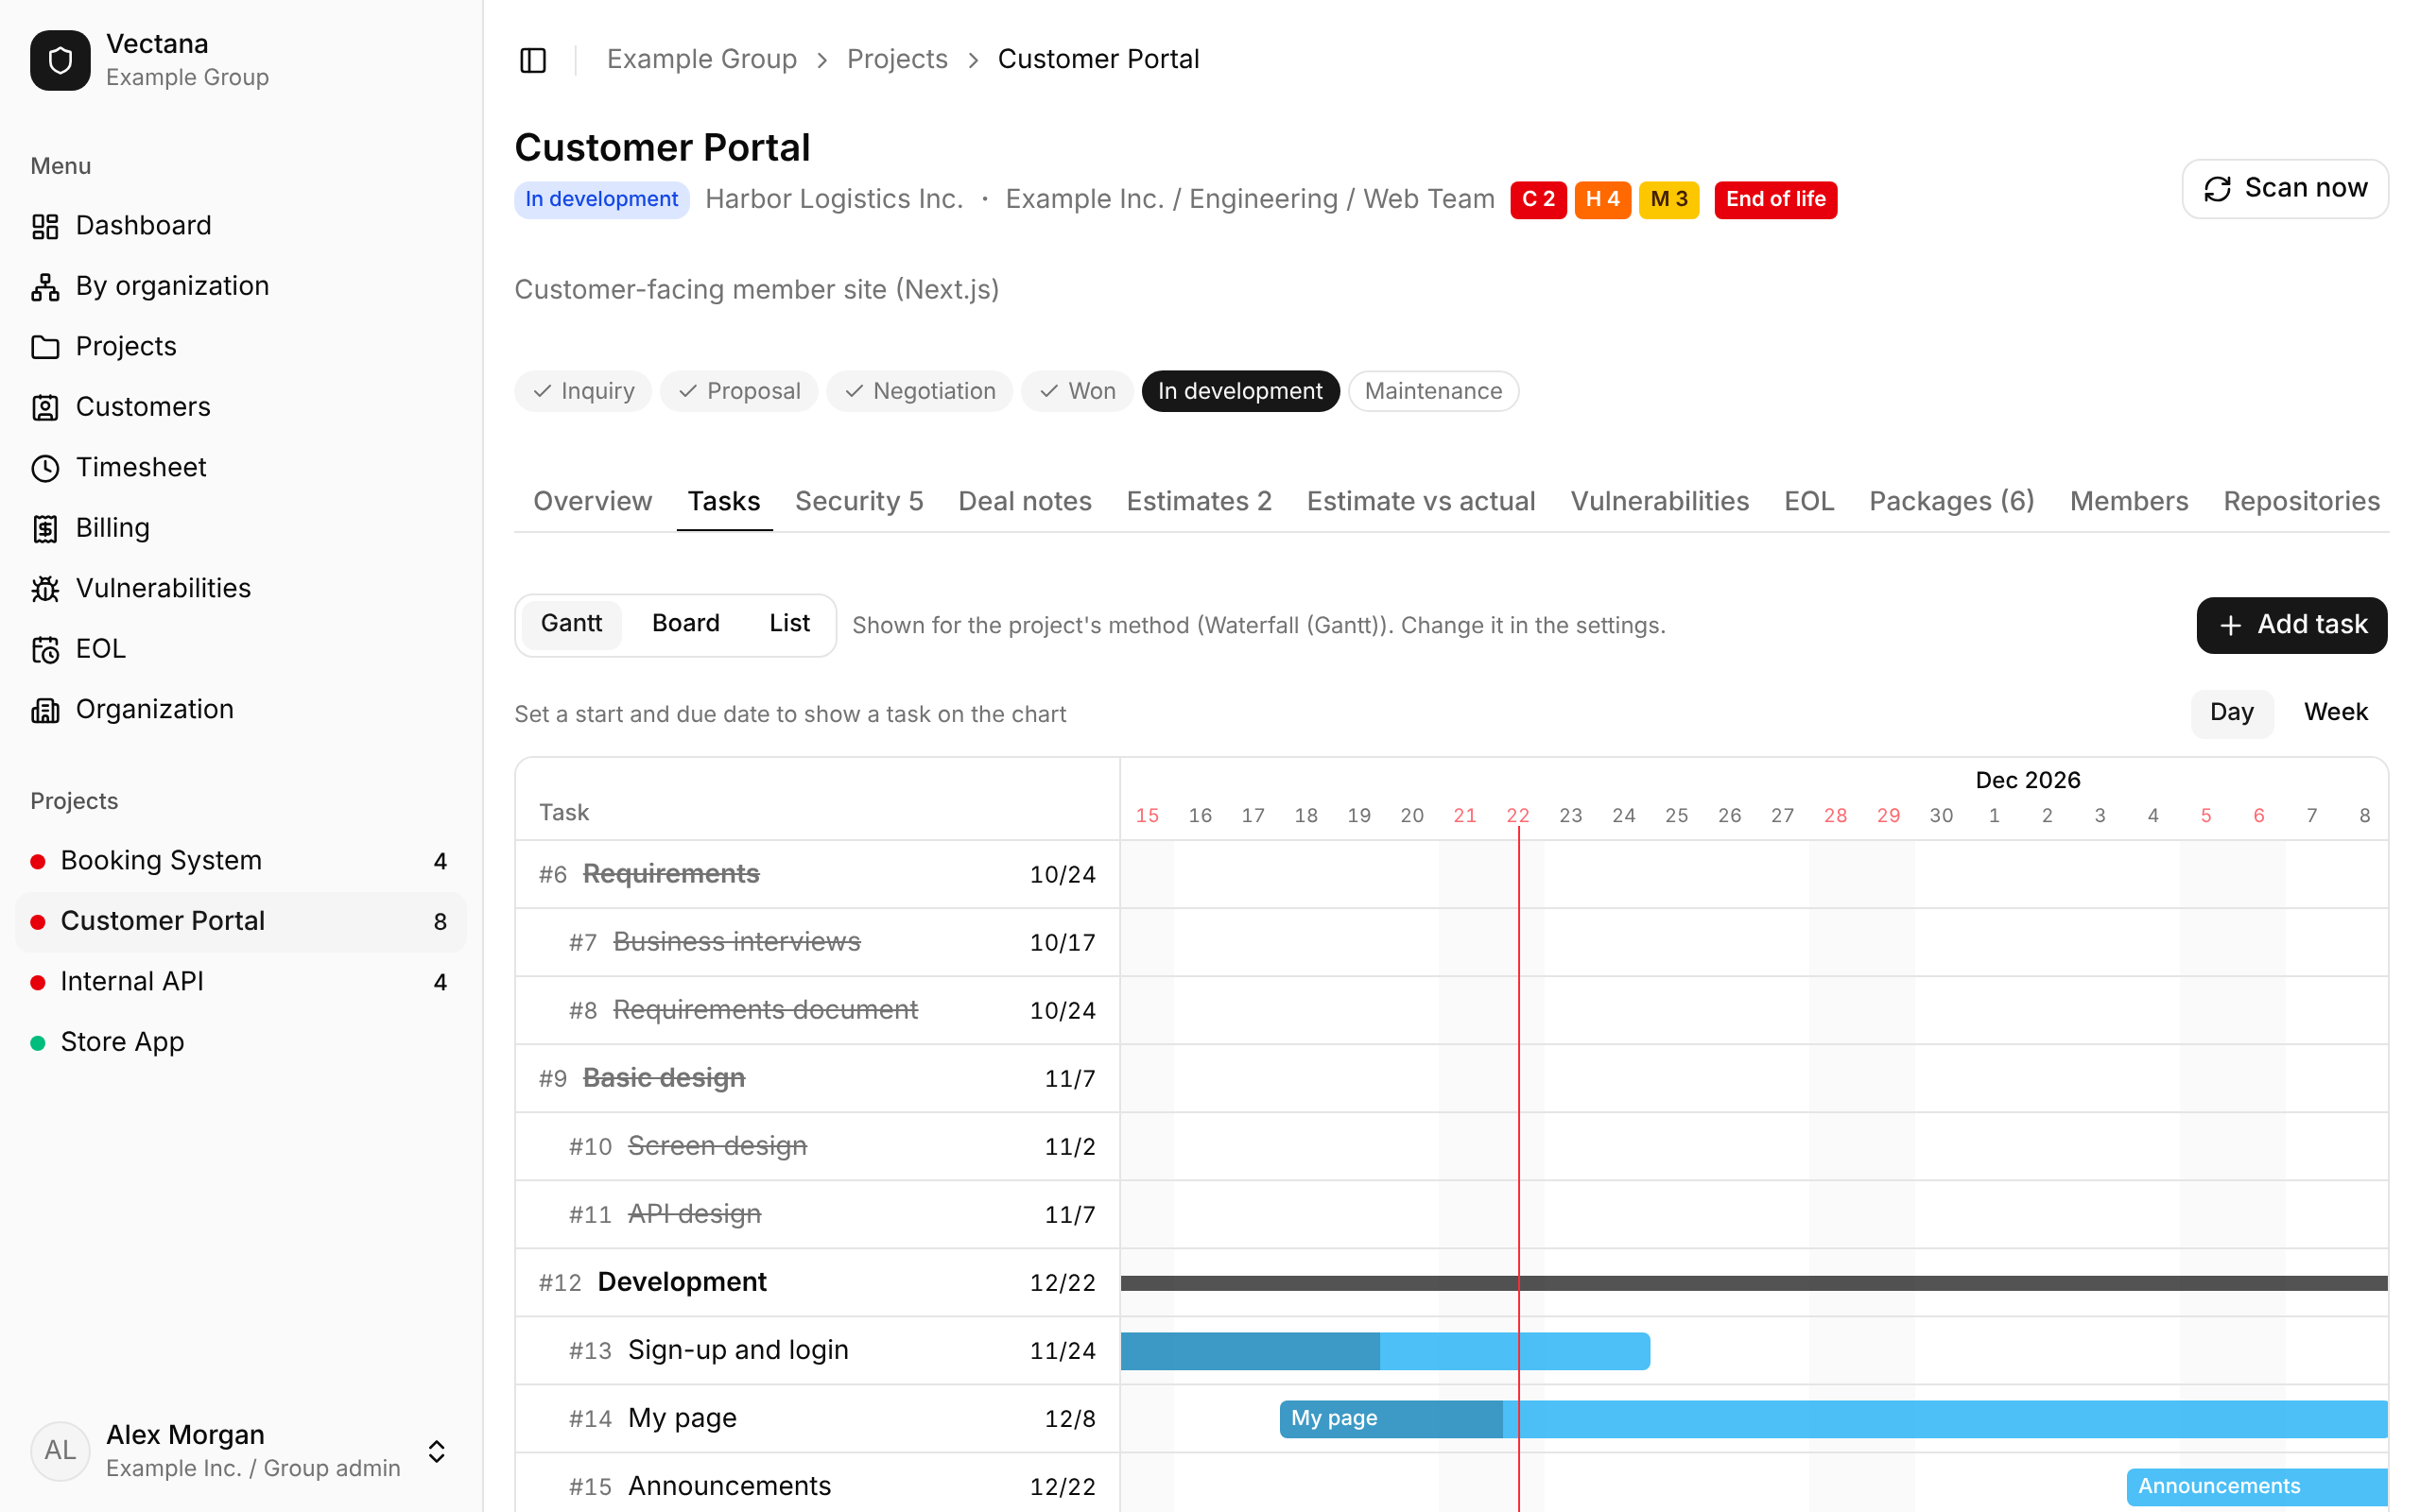 Vectana
Example Group
Menu
Dashboard
By organization
Projects
Customers
Timesheet
Billing
Vulnerabilities
EOL
Organization
Projects
Booking System 4
Customer Portal 8
Internal API 4
Store App
AL
Alex Morgan
Example Inc. / Group admin
Example Group > Projects > Customer Portal
Customer Portal
In development Harbor Logistics Inc. · Example Inc. / Engineering / Web Team C 2 H 4 M 3 End of life
Scan now
Customer-facing member site (Next.js)
Inquiry Proposal Negotiation Won In development Maintenance
Overview Tasks Security 5 Deal notes Estimates 2 Estimate vs actual Vulnerabilities EOL Packages (6) Members Repositories
Gantt Board List Shown for the project's method (Waterfall (Gantt)). Change it in the settings.
Add task
Set a start and due date to show a task on the chart
Day Week
Dec 2026
Task 15 16 17 18 19 20 21 22 23 24 25 26 27 28 29 30 1 2 3 4 5 6 7 8
#6 Requirements 10/24
#7 Business interviews 10/17
#8 Requirements document 10/24
#9 Basic design 11/7
#10 Screen design 11/2
#11 API design 11/7
#12 Development 12/22
#13 Sign-up and login 11/24
#14 My page 12/8 My page
#15 Announcements 12/22 Announcements